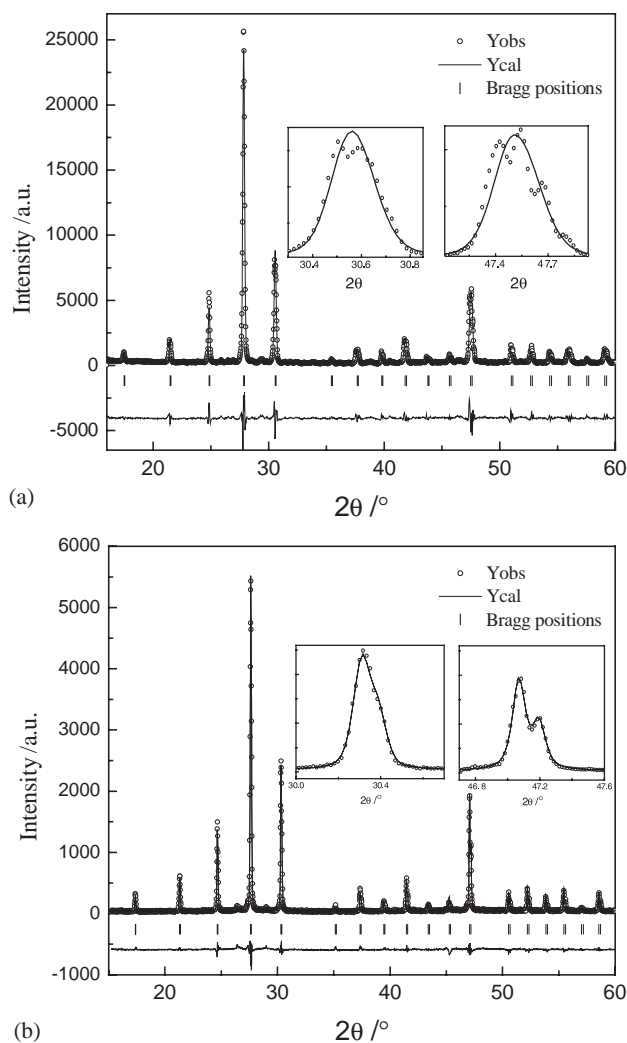 25000
20000
15000
10000
5000
0
-5000
Intensity /a.u.
Yobs
Ycal
Bragg positions
30.4 30.6 30.8
2θ
47.4 47.7
2θ
20 30 40 50 60
2θ /°
(a)
6000
5000
4000
3000
2000
1000
0
-1000
Intensity /a.u.
Yobs
Ycal
Bragg positions
30.0 30.4
2θ /°
46.8 47.2 47.6
2θ /°
20 30 40 50 60
2θ /°
(b)